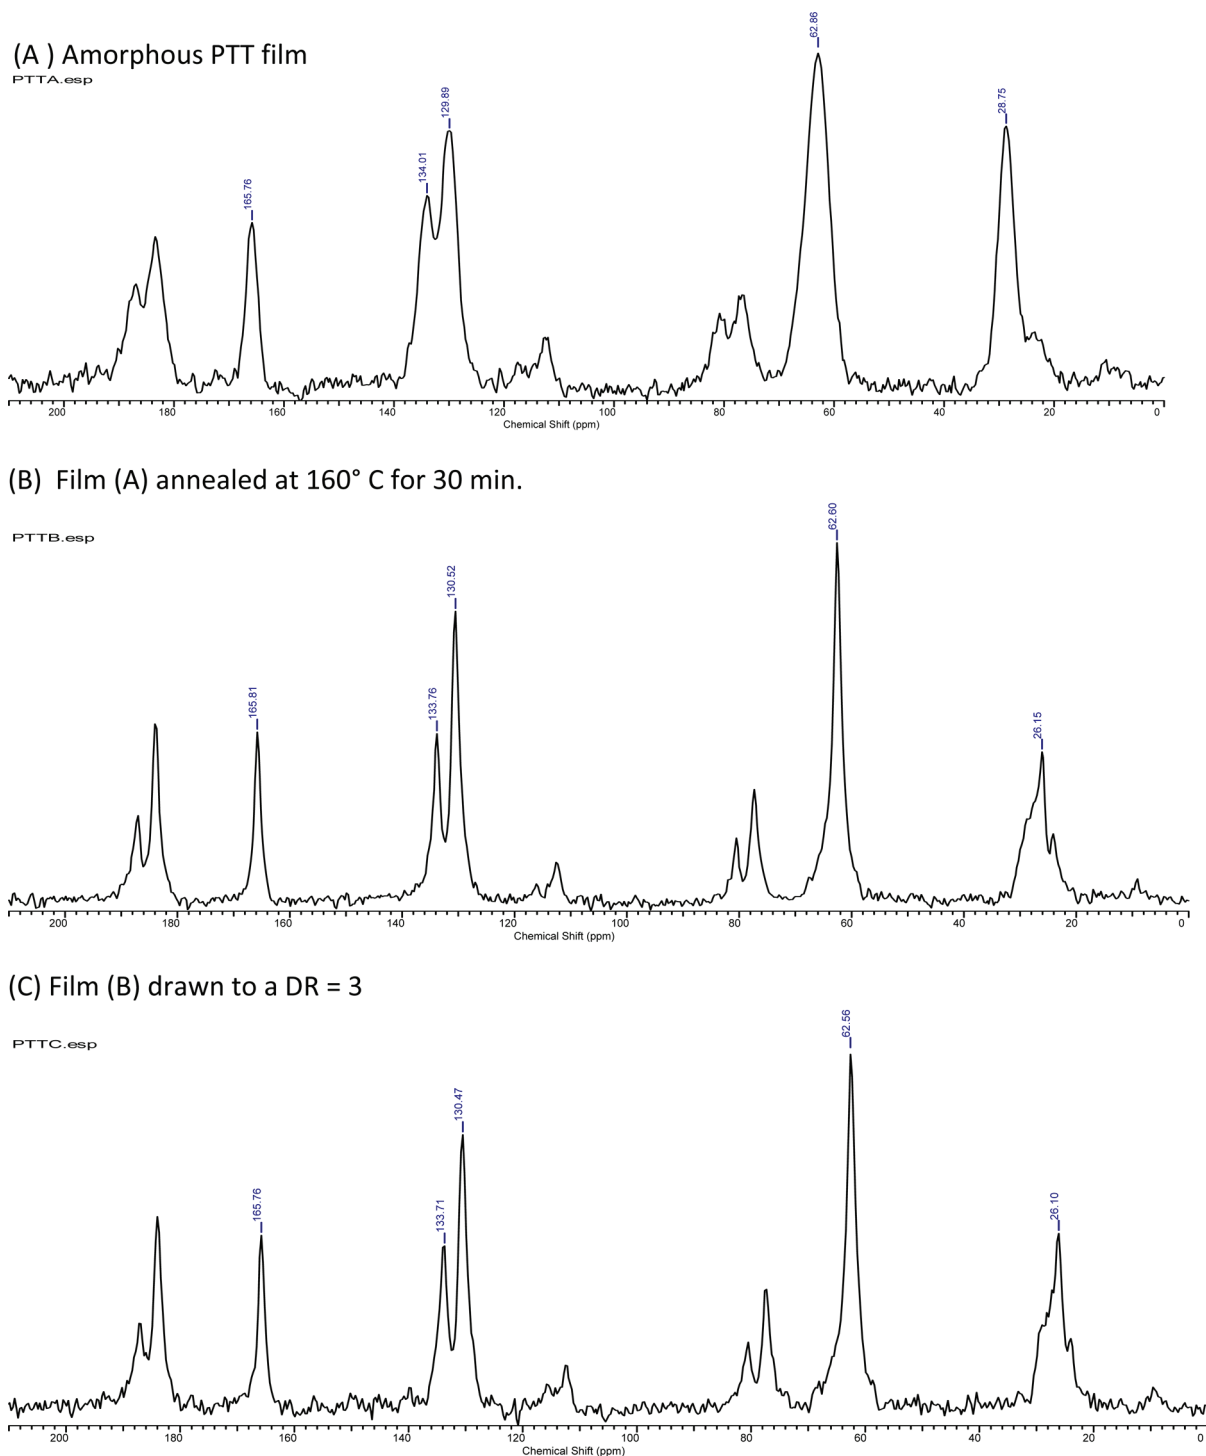 (A ) Amorphous PTT film
PTTA.esp
165.76
134.01
129.89
62.86
28.75
200 180 160 140 120 100 80 60 40 20 0
Chemical Shift (ppm)
(B) Film (A) annealed at 160° C for 30 min.
PTTB.esp
165.81
133.76
130.52
62.60
26.15
200 180 160 140 120 100 80 60 40 20 0
Chemical Shift (ppm)
(C) Film (B) drawn to a DR = 3
PTTC.esp
165.76
133.71
130.47
62.56
26.10
200 180 160 140 120 100 80 60 40 20 0
Chemical Shift (ppm)